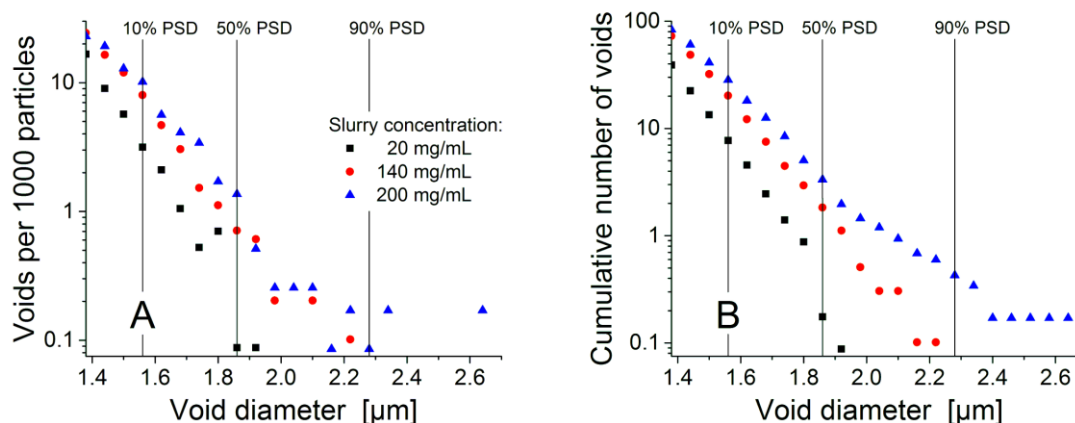 10% PSD 50% PSD 90% PSD
Voids per 1000 particles
10
1
0.1
Slurry concentration:
20 mg/mL
140 mg/mL
200 mg/mL
A
1.4 1.6 1.8 2.0 2.2 2.4 2.6
Void diameter [µm]
10% PSD 50% PSD 90% PSD
Cumulative number of voids
100
10
1
0.1
B
1.4 1.6 1.8 2.0 2.2 2.4 2.6
Void diameter [µm]